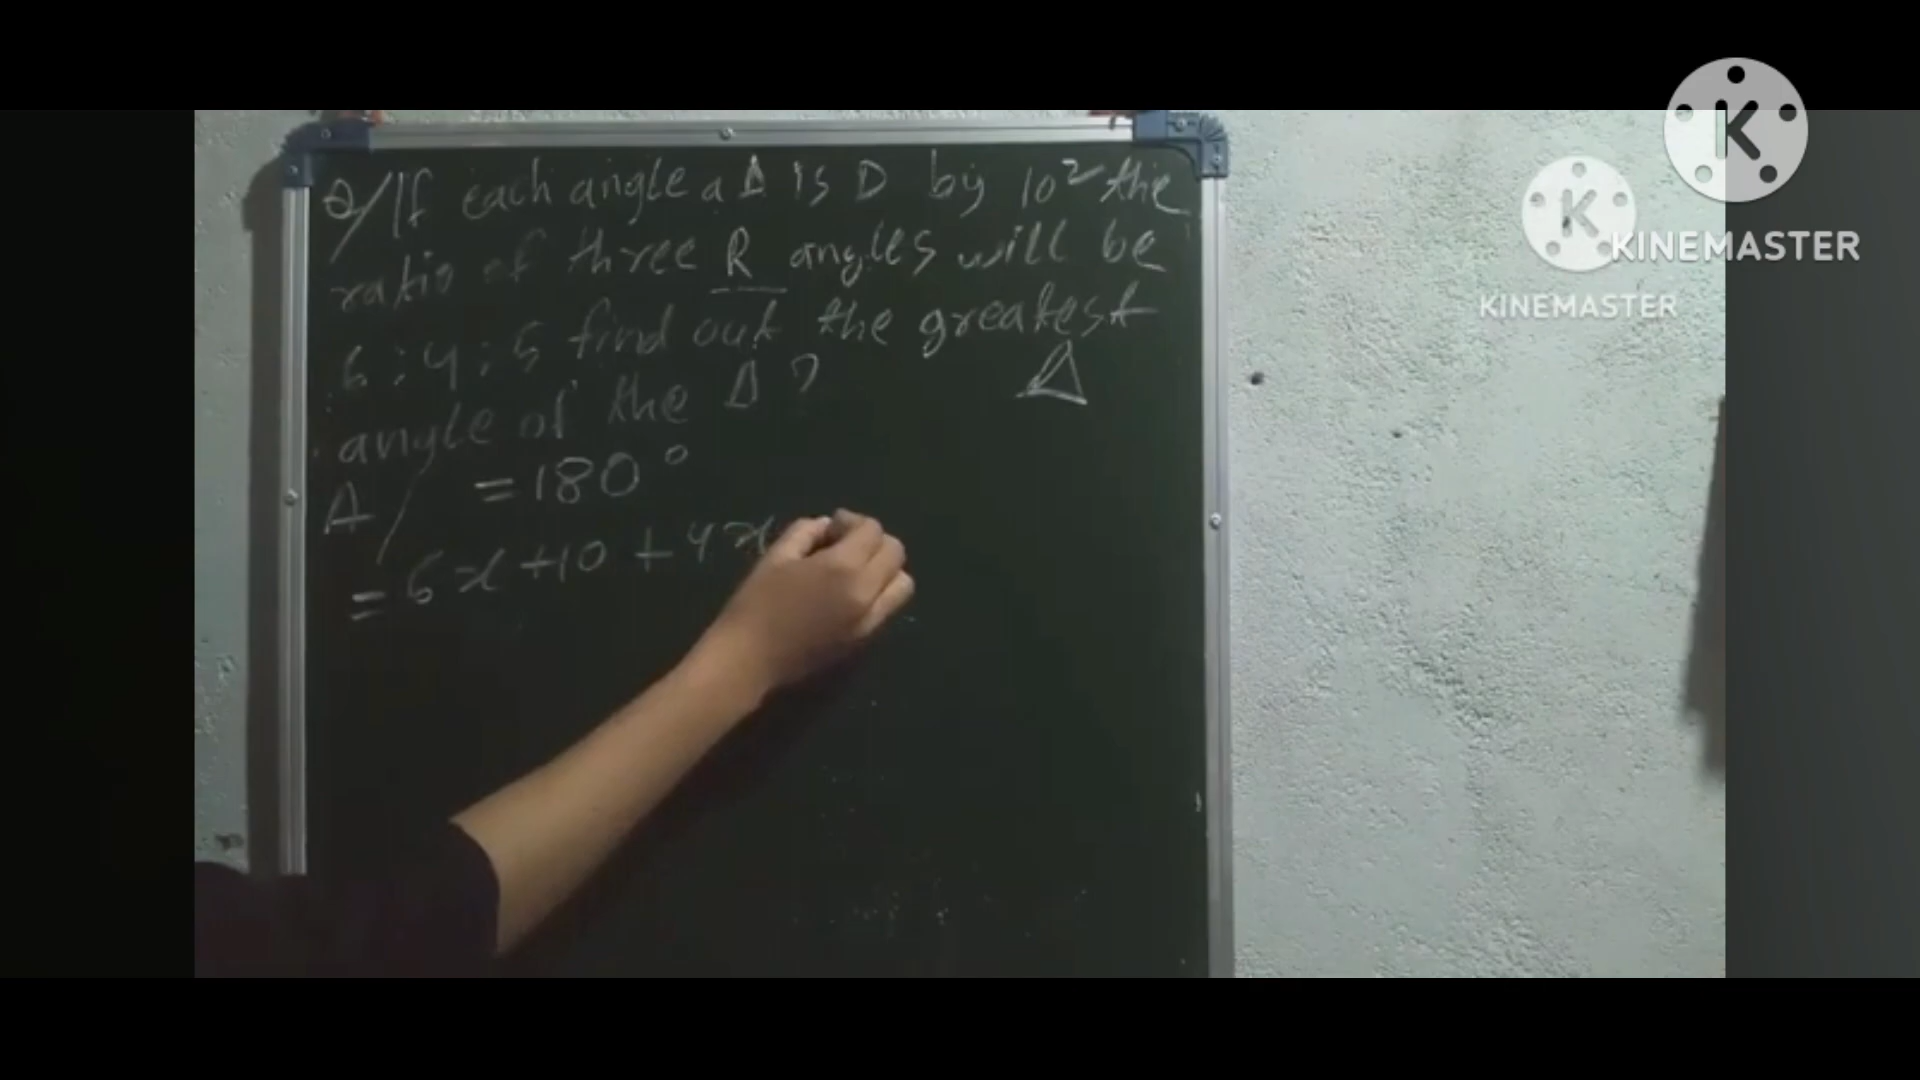 Q/ If each angle a Δ is D by 10² the
ratio of three R angles will be
6:4:5 find out the greatest
angle of the Δ?
A/ = 180°
= 6x+10+4x
K
KINEMASTER
K
KINEMASTER